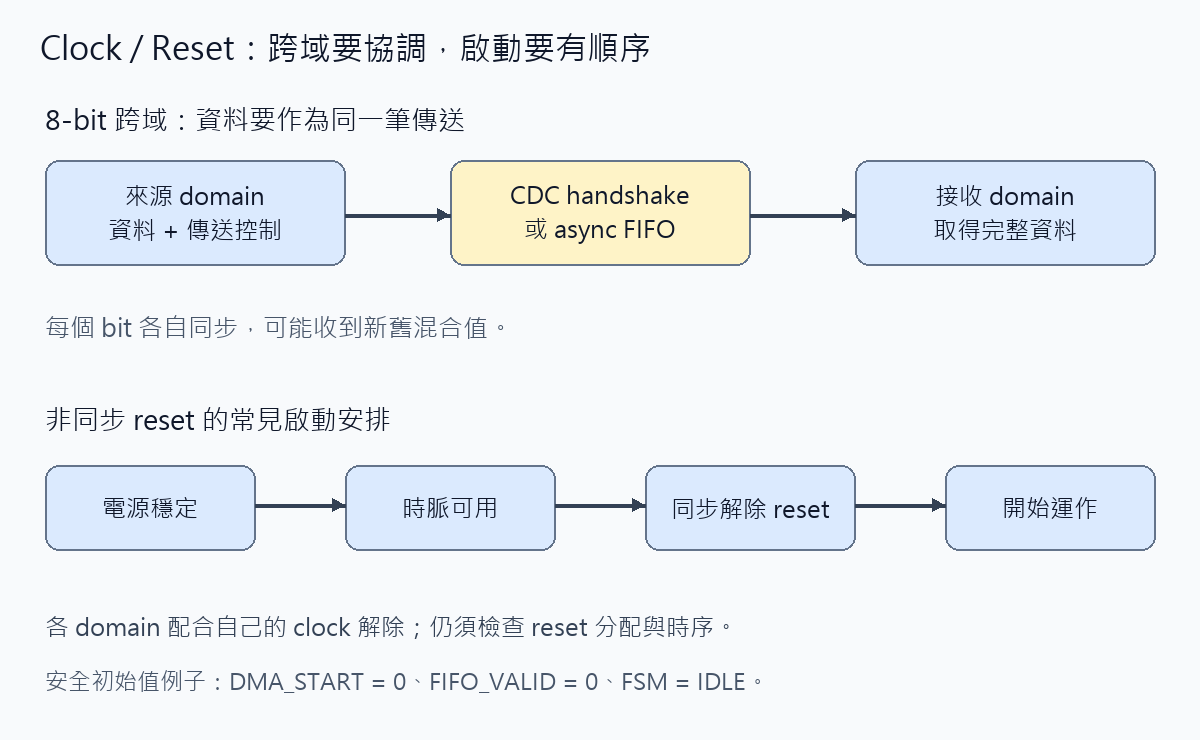 Clock / Reset：跨域要協調，啟動要有順序
8-bit 跨域：資料要作為同一筆傳送
來源 domain
資料 + 傳送控制
CDC handshake
或 async FIFO
接收 domain
取得完整資料
每個 bit 各自同步，可能收到新舊混合值。
非同步 reset 的常見啟動安排
電源穩定
時脈可用
同步解除 reset
開始運作
各 domain 配合自己的 clock 解除；仍須檢查 reset 分配與時序。
安全初始值例子：DMA_START = 0、FIFO_VALID = 0、FSM = IDLE。